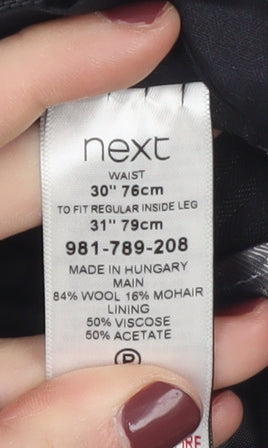 next
WAIST
30" 76cm
TO FIT REGULAR INSIDE LEG
31" 79cm
981-789-208
MADE IN HUNGARY
MAIN
84% WOOL 16% MOHAIR
LINING
50% VISCOSE
50% ACETATE
P